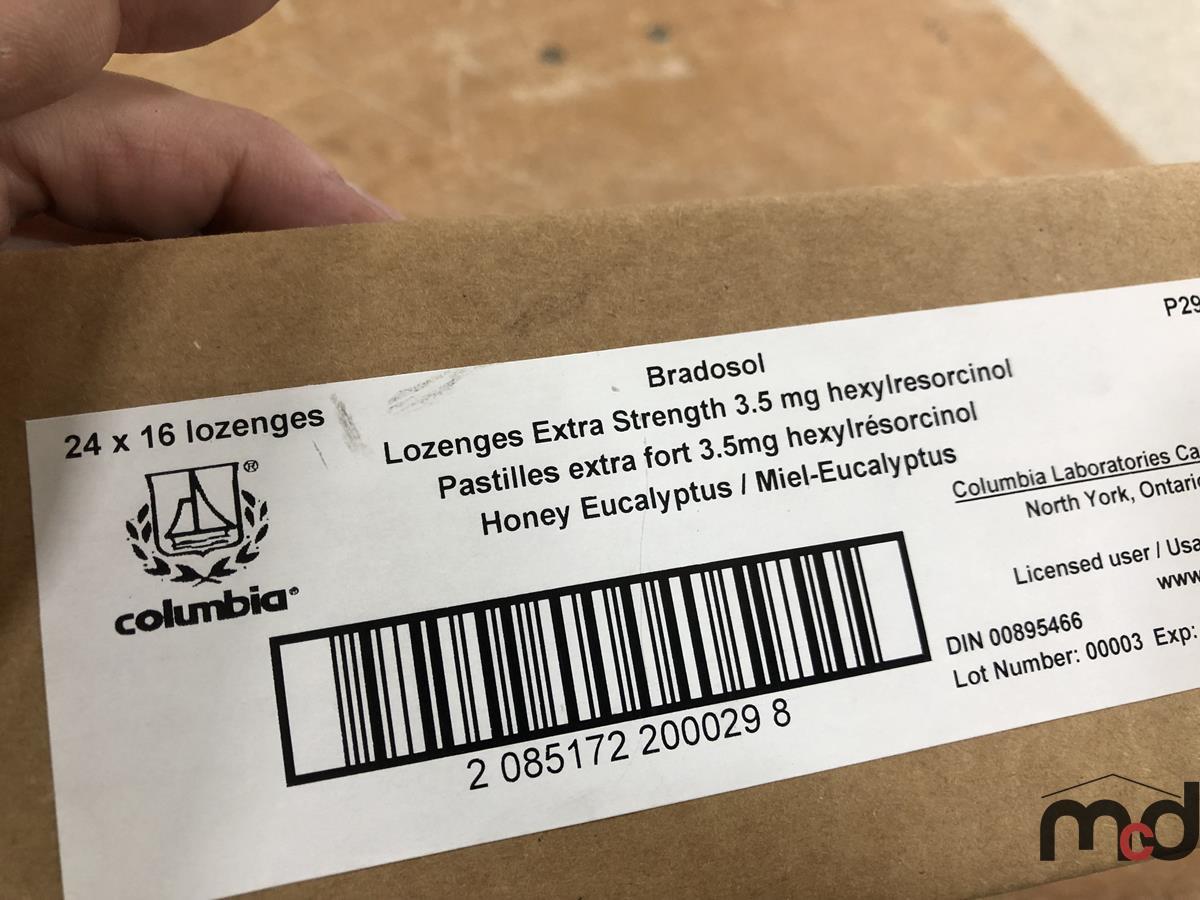 P29
24 x 16 lozenges
Bradosol
Lozenges Extra Strength 3.5 mg hexylresorcinol
Pastilles extra fort 3.5mg hexylrésorcinol
Honey Eucalyptus / Miel-Eucalyptus
®
columbia®
Columbia Laboratories Ca
North York, Ontario
Licensed user / Usa
www
DIN 00895466
Lot Number: 00003 Exp:
2 085172 200029 8
mcd